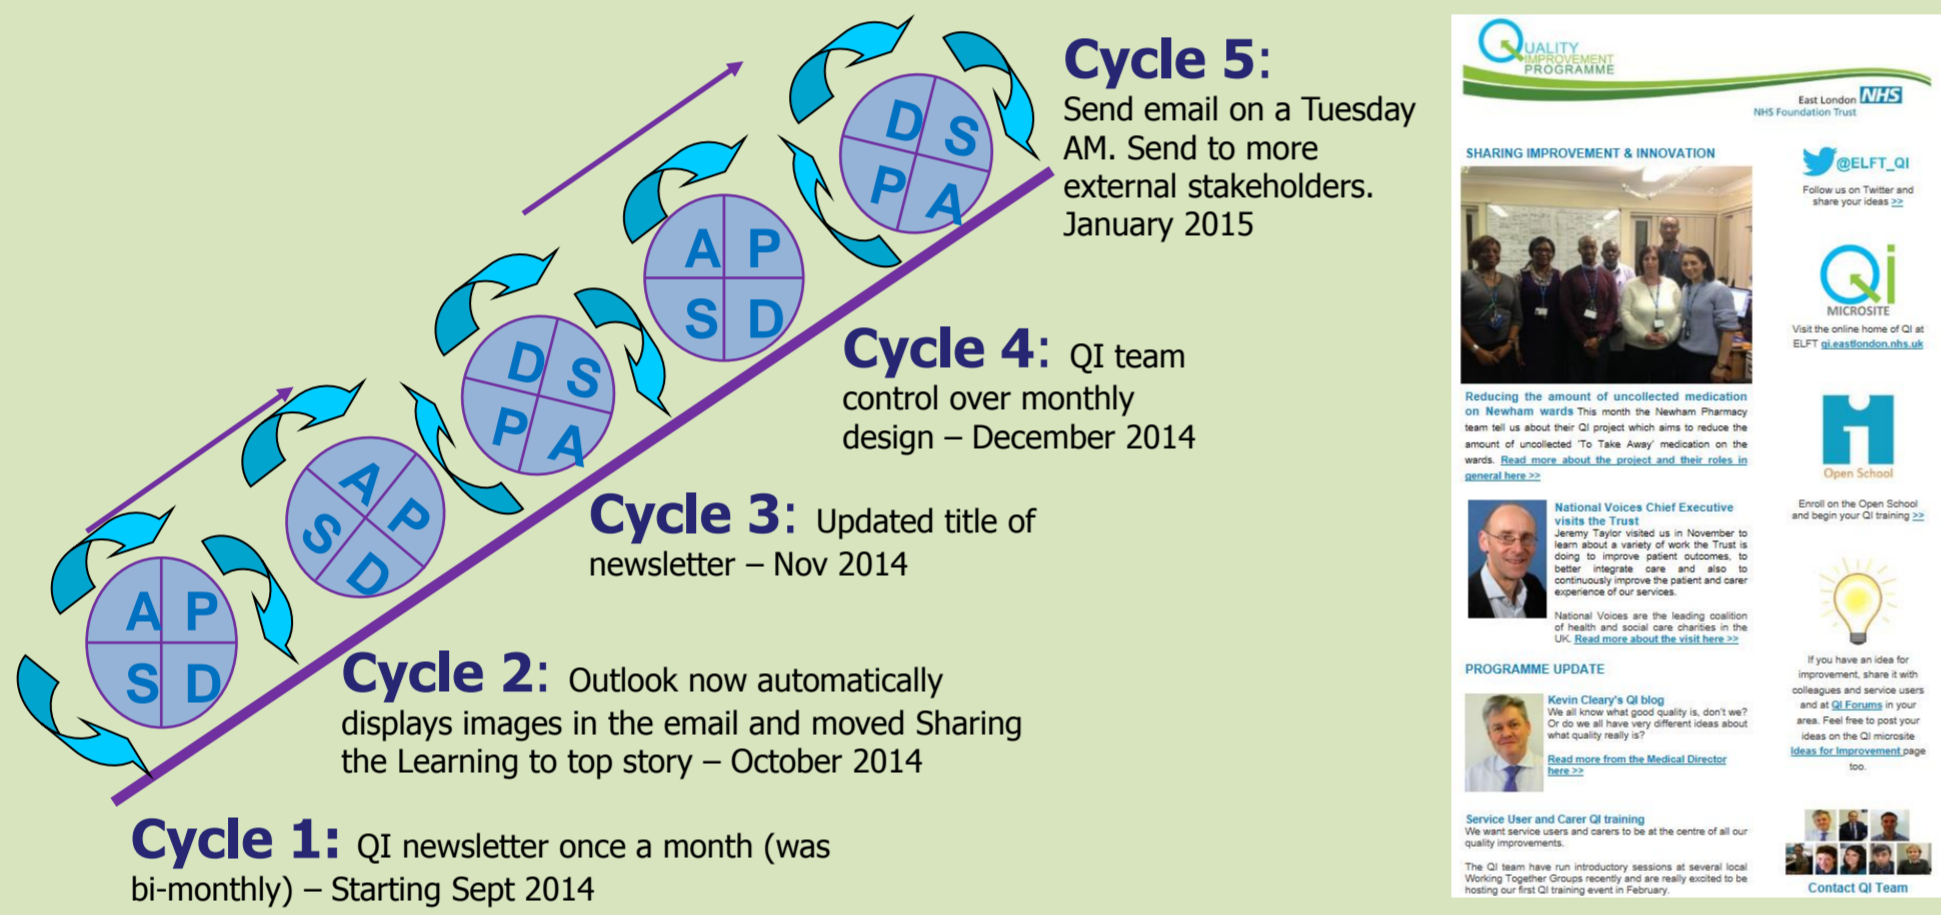 Cycle 5:
Send email on a Tuesday
AM. Send to more
external stakeholders.
January 2015
D S
P A
A P
S D
Cycle 4: QI team
control over monthly
design – December 2014
D S
P A
Cycle 3: Updated title of
newsletter – Nov 2014
A P
S D
Cycle 2: Outlook now automatically
displays images in the email and moved Sharing
the Learning to top story – October 2014
A P
S D
Cycle 1: QI newsletter once a month (was
bi-monthly) – Starting Sept 2014
QUALITY
IMPROVEMENT
PROGRAMME
East London NHS
NHS Foundation Trust
SHARING IMPROVEMENT & INNOVATION
Reducing the amount of uncollected medication
on Newham wards This month the Newham Pharmacy
team tell us about their QI project which aims to reduce the
amount of uncollected 'To Take Away' medication on the
wards. Read more about the project and their roles in
general here >>
National Voices Chief Executive
visits the Trust
Jeremy Taylor visited us in November to
learn about a variety of work the Trust is
doing to improve patient outcomes, to
better integrate care and also to
continuously improve the patient and carer
experience of our services.
National Voices are the leading coalition
of health and social care charities in the
UK. Read more about the visit here >>
PROGRAMME UPDATE
Kevin Cleary's QI blog
We all know what good quality is, don't we?
Or do we all have very different ideas about
what quality really is?
Read more from the Medical Director
here >>
Service User and Carer QI training
We want service users and carers to be at the centre of all our
quality improvements.
The QI team have run introductory sessions at several local
Working Together Groups recently and are really excited to be
hosting our first QI training event in February.
@ELFT_QI
Follow us on Twitter and
share your ideas >>
Qi
MICROSITE
Visit the online home of QI at
ELFT qi.eastlondon.nhs.uk
Open School
Enroll on the Open School
and begin your QI training >>
If you have an idea for
improvement, share it with
colleagues and service users
and at QI Forums in your
area. Feel free to post your
ideas on the QI microsite
Ideas for Improvement page
too.
Contact QI Team